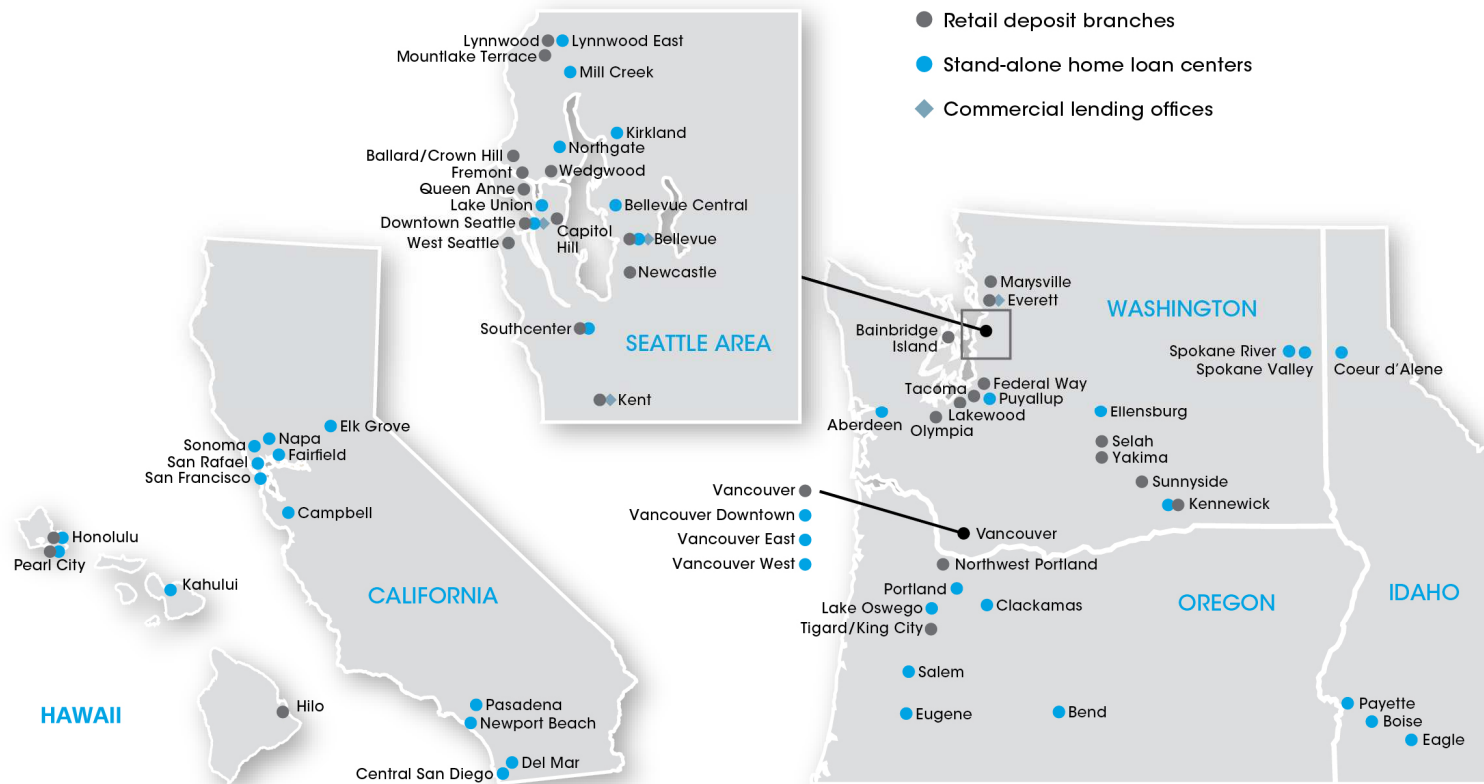 Retail deposit branches
Stand-alone home loan centers
Commercial lending offices
Lynnwood
Lynnwood East
Mountlake Terrace
Mill Creek
Kirkland
Northgate
Ballard/Crown Hill
Fremont
Wedgwood
Queen Anne
Lake Union
Bellevue Central
Downtown Seattle
Capitol
Hill
West Seattle
Bellevue
Newcastle
Southcenter
SEATTLE AREA
Kent
Marysville
Everett
WASHINGTON
Bainbridge
Island
Spokane River
Spokane Valley
Coeur d'Alene
Federal Way
Tacoma
Puyallup
Lakewood
Olympia
Aberdeen
Ellensburg
Selah
Yakima
Sunnyside
Kennewick
Vancouver
Vancouver Downtown
Vancouver East
Vancouver West
Vancouver
Northwest Portland
Portland
Lake Oswego
Clackamas
Tigard/King City
OREGON
IDAHO
Salem
Eugene
Bend
Payette
Boise
Eagle
Elk Grove
Napa
Sonoma
Fairfield
San Rafael
San Francisco
Campbell
CALIFORNIA
Pasadena
Newport Beach
Del Mar
Central San Diego
Honolulu
Pearl City
Kahului
Hilo
HAWAII